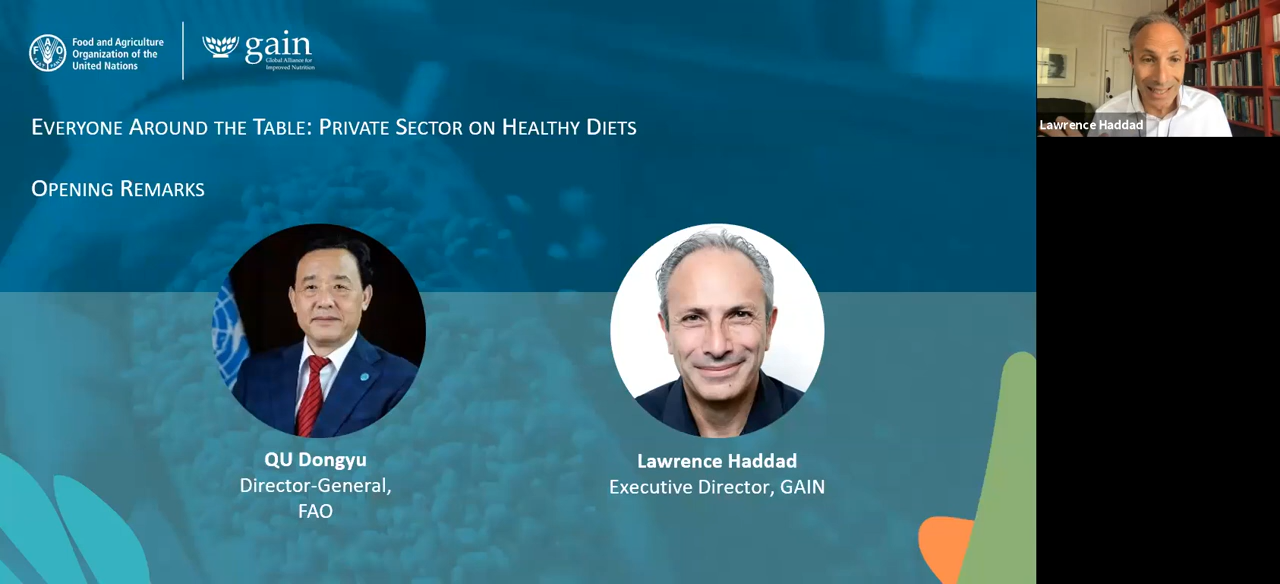 Food and Agriculture
Organization of the
United Nations
gain
Global Alliance for
Improved Nutrition
EVERYONE AROUND THE TABLE: PRIVATE SECTOR ON HEALTHY DIETS
OPENING REMARKS
QU Dongyu
Director-General,
FAO
Lawrence Haddad
Executive Director, GAIN
Lawrence Haddad